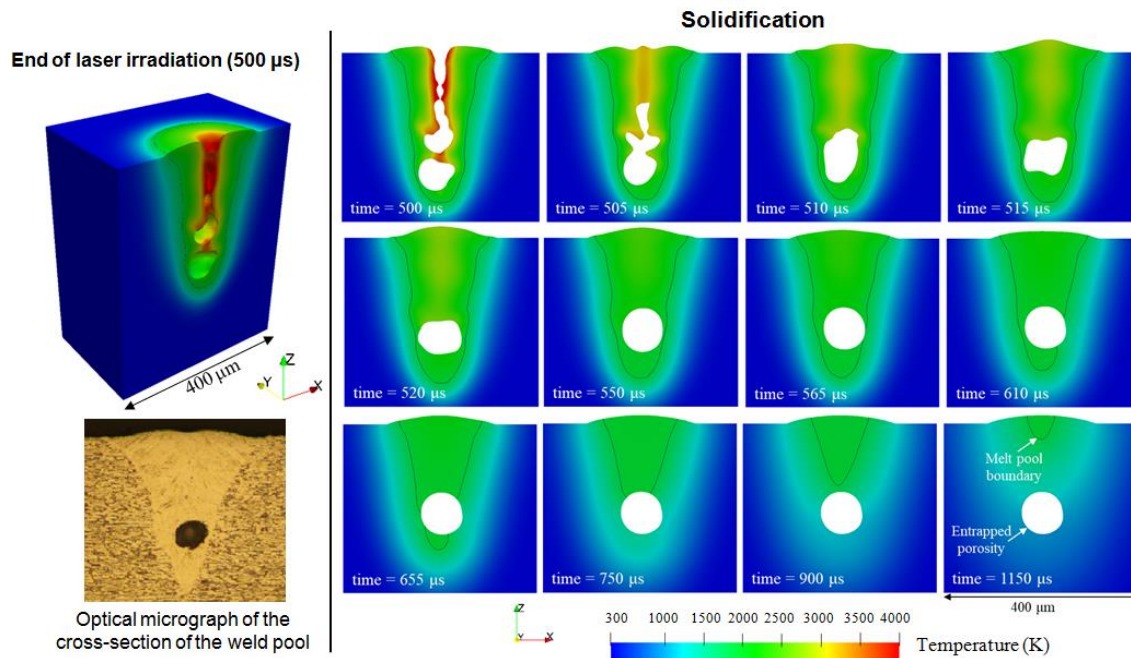 Solidification
End of laser irradiation (500 µs)
400 µm
Z
Y
X
Optical micrograph of the
cross-section of the weld pool
time = 500 µs
time = 505 µs
time = 510 µs
time = 515 µs
time = 520 µs
time = 550 µs
time = 565 µs
time = 610 µs
time = 655 µs
time = 750 µs
time = 900 µs
Melt pool
boundary
Entrapped
porosity
time = 1150 µs
400 µm
Z
Y
X
300 1000 1500 2000 2500 3000 3500 4000
Temperature (K)